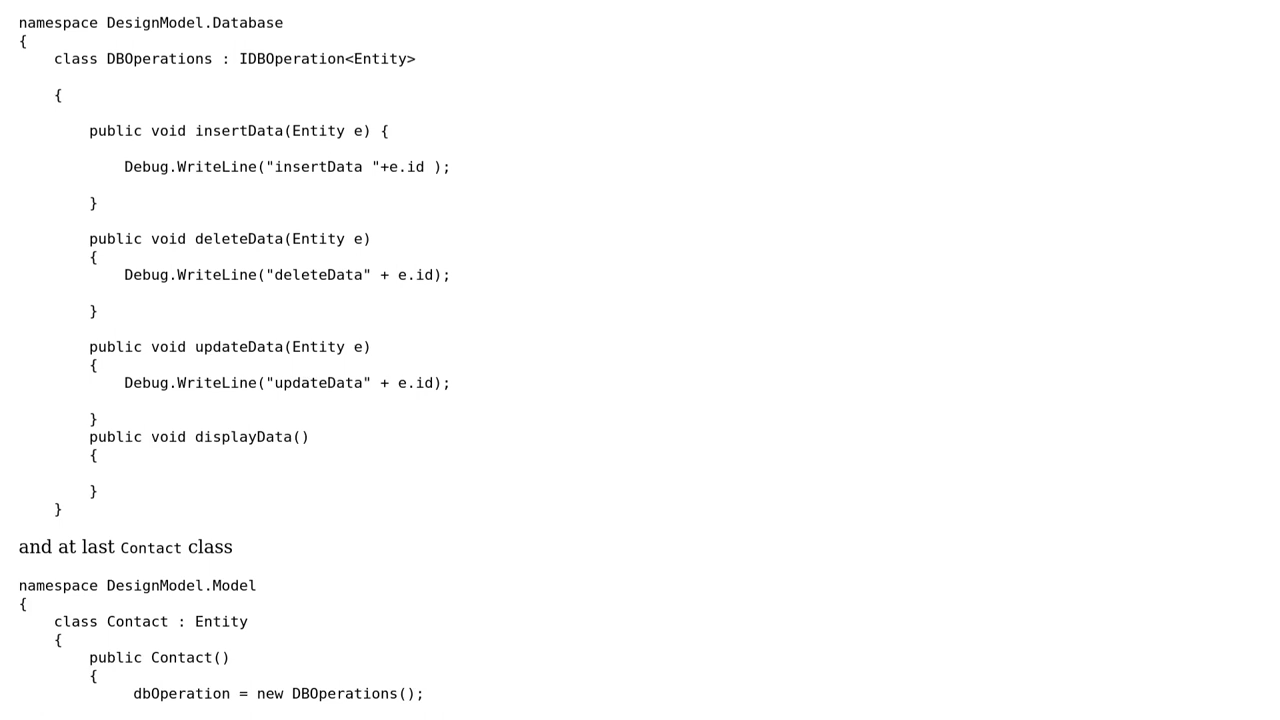 namespace DesignModel.Database
{
    class DBOperations : IDBOperation<Entity>
    {
        public void insertData(Entity e) {
            Debug.WriteLine("insertData "+e.id );
        }
        public void deleteData(Entity e)
        {
            Debug.WriteLine("deleteData" + e.id);
        }
        public void updateData(Entity e)
        {
            Debug.WriteLine("updateData" + e.id);
        }
        public void displayData()
        {
        }
    }
and at last Contact class
namespace DesignModel.Model
{
    class Contact : Entity
    {
        public Contact()
        {
             dbOperation = new DBOperations();